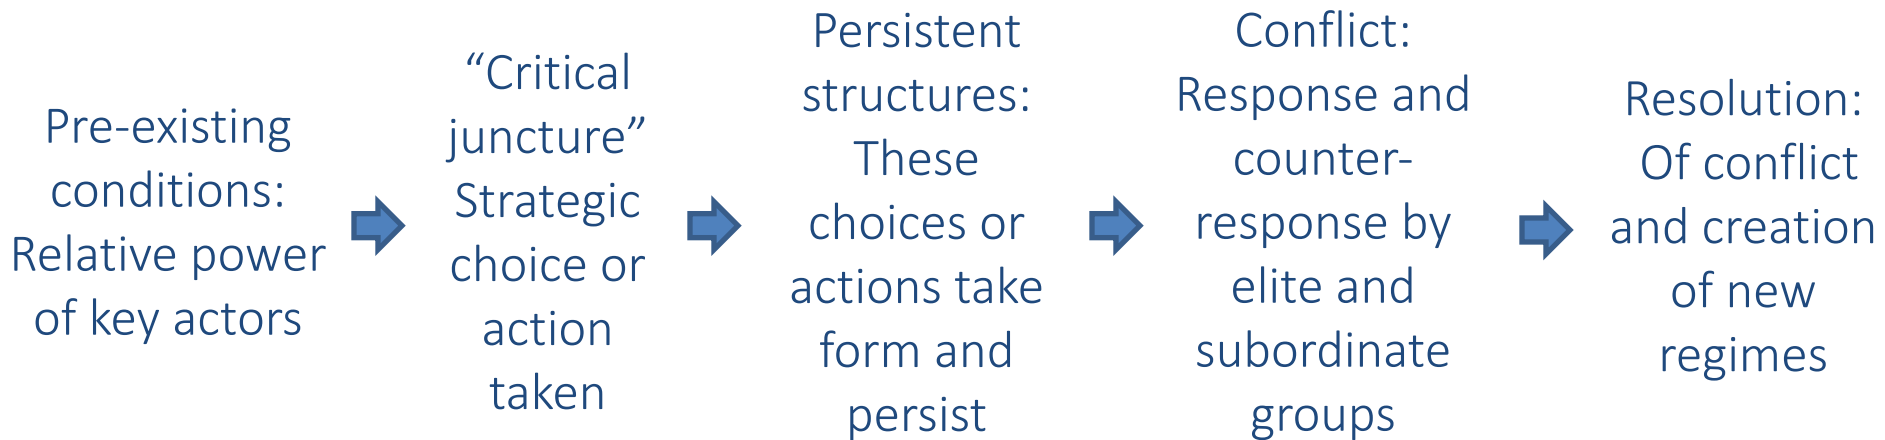 Pre-existing
conditions:
Relative power
of key actors
“Critical
juncture”
Strategic
choice or
action
taken
Persistent
structures:
These
choices or
actions take
form and
persist
Conflict:
Response and
counter-
response by
elite and
subordinate
groups
Resolution:
Of conflict
and creation
of new
regimes